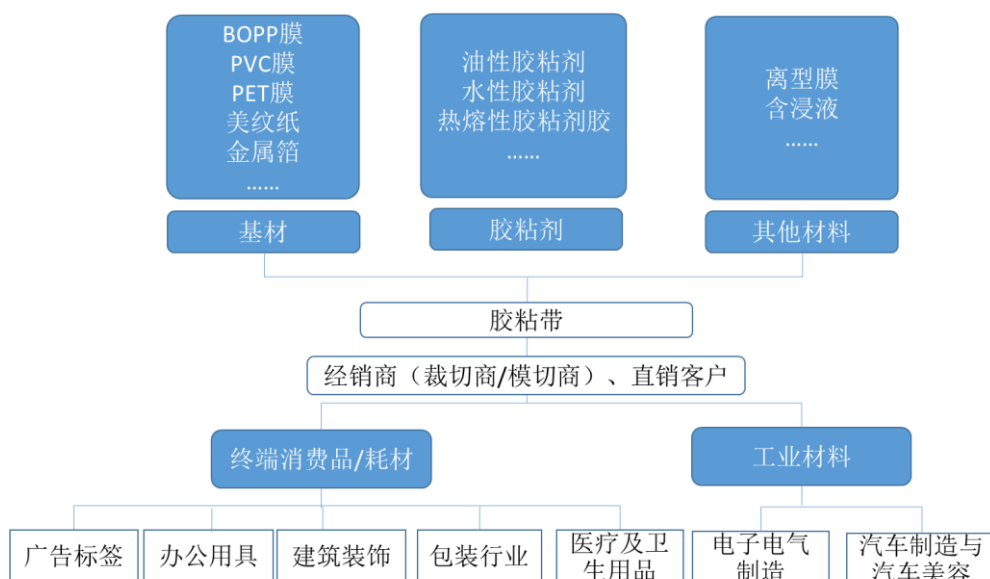 BOPP膜
PVC膜
PET膜
美纹纸
金属箔
……
基材
油性胶粘剂
水性胶粘剂
热熔性胶粘剂胶
……
胶粘剂
离型膜
含浸液
……
其他材料
胶粘带
经销商（裁切商/模切商）、直销客户
终端消费品/耗材
工业材料
广告标签
办公用具
建筑装饰
包装行业
医疗及卫
生用品
电子电气
制造
汽车制造与
汽车美容